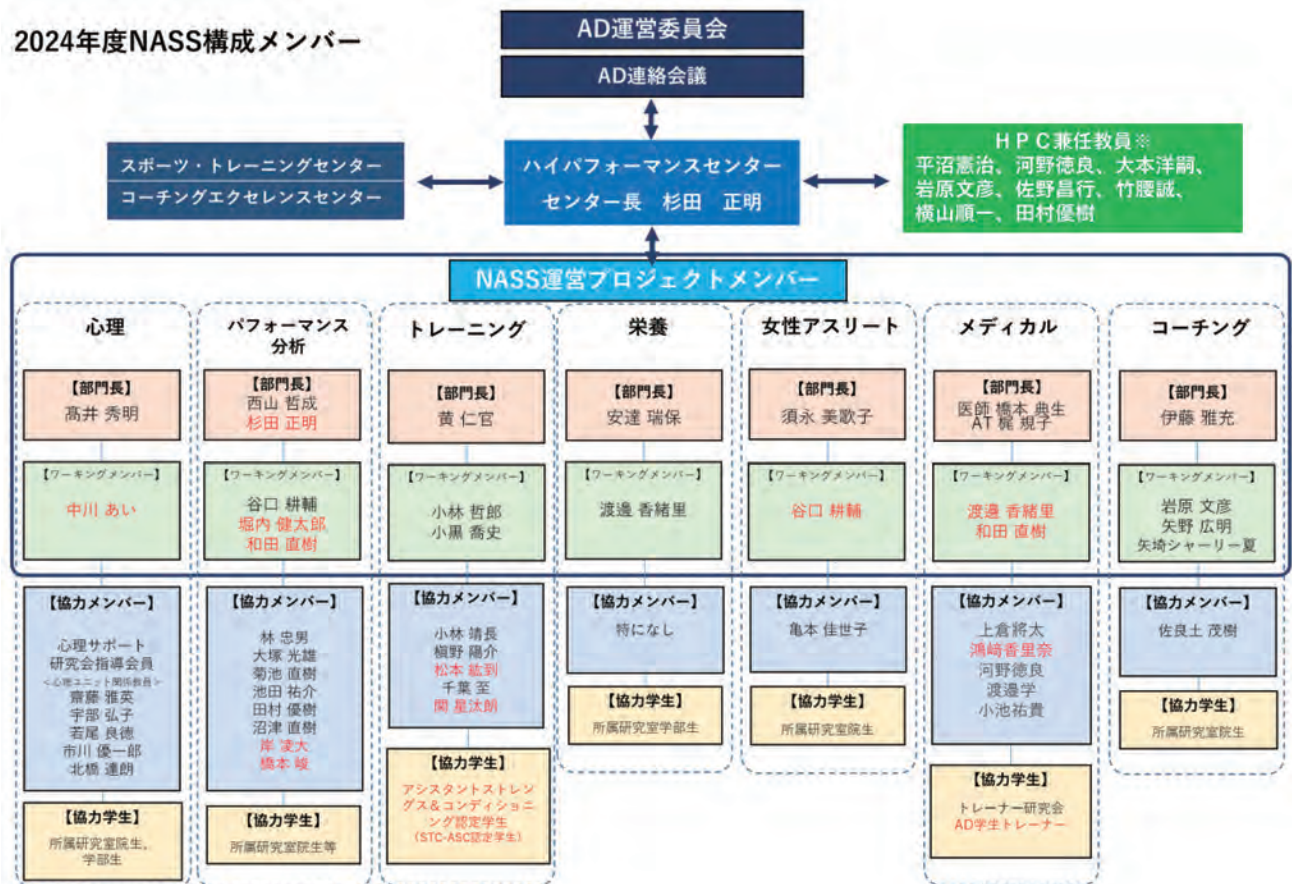 2024年度NASS構成メンバー
AD運営委員会
AD連絡会議
スポーツ・トレーニングセンター
コーチングエクセレンスセンター
ハイパフォーマンスセンター
センター長 杉田 正明
ＨＰＣ兼任教員※
平沼憲治、河野徳良、大本洋嗣、
岩原文彦、佐野昌行、竹腰誠、
横山順一、田村優樹
NASS運営プロジェクトメンバー
心理
【部門長】
髙井 秀明
【ワーキングメンバー】
中川 あい
【協力メンバー】
心理サポート
研究会指導会員
<心理ユニット関係教員>
齋藤 雅英
宇部 弘子
若尾 良徳
市川 優一郎
北橋 達朗
【協力学生】
所属研究室院生、
学部生
パフォーマンス
分析
【部門長】
西山 哲成
杉田 正明
【ワーキングメンバー】
谷口 耕輔
堀内 健太郎
和田 直樹
【協力メンバー】
林 忠男
大塚 光雄
菊池 直樹
池田 祐介
田村 優樹
沼津 直樹
岸 凌大
橋本 峻
【協力学生】
所属研究室院生等
トレーニング
【部門長】
黄 仁官
【ワーキングメンバー】
小林 哲郎
小黒 喬史
【協力メンバー】
小林 靖長
槇野 陽介
松本 紘到
千葉 至
関 星汰朗
【協力学生】
アシスタントストレン
グス＆コンディショニ
ング認定学生
（STC-ASC認定学生）
栄養
【部門長】
安達 瑞保
【ワーキングメンバー】
渡邉 香緒里
【協力メンバー】
特になし
【協力学生】
所属研究室学部生
女性アスリート
【部門長】
須永 美歌子
【ワーキングメンバー】
谷口 耕輔
【協力メンバー】
亀本 佳世子
【協力学生】
所属研究室院生
メディカル
【部門長】
医師 橋本 典生
AT 梶 規子
【ワーキングメンバー】
渡邉 香緒里
和田 直樹
【協力メンバー】
上倉將太
鴻﨑香里奈
河野徳良
渡邉学
小池祐貴
【協力学生】
トレーナー研究会
AD学生トレーナー
コーチング
【部門長】
伊藤 雅充
【ワーキングメンバー】
岩原 文彦
矢野 広明
矢埼シャーリー夏
【協力メンバー】
佐良土 茂樹
【協力学生】
所属研究室院生